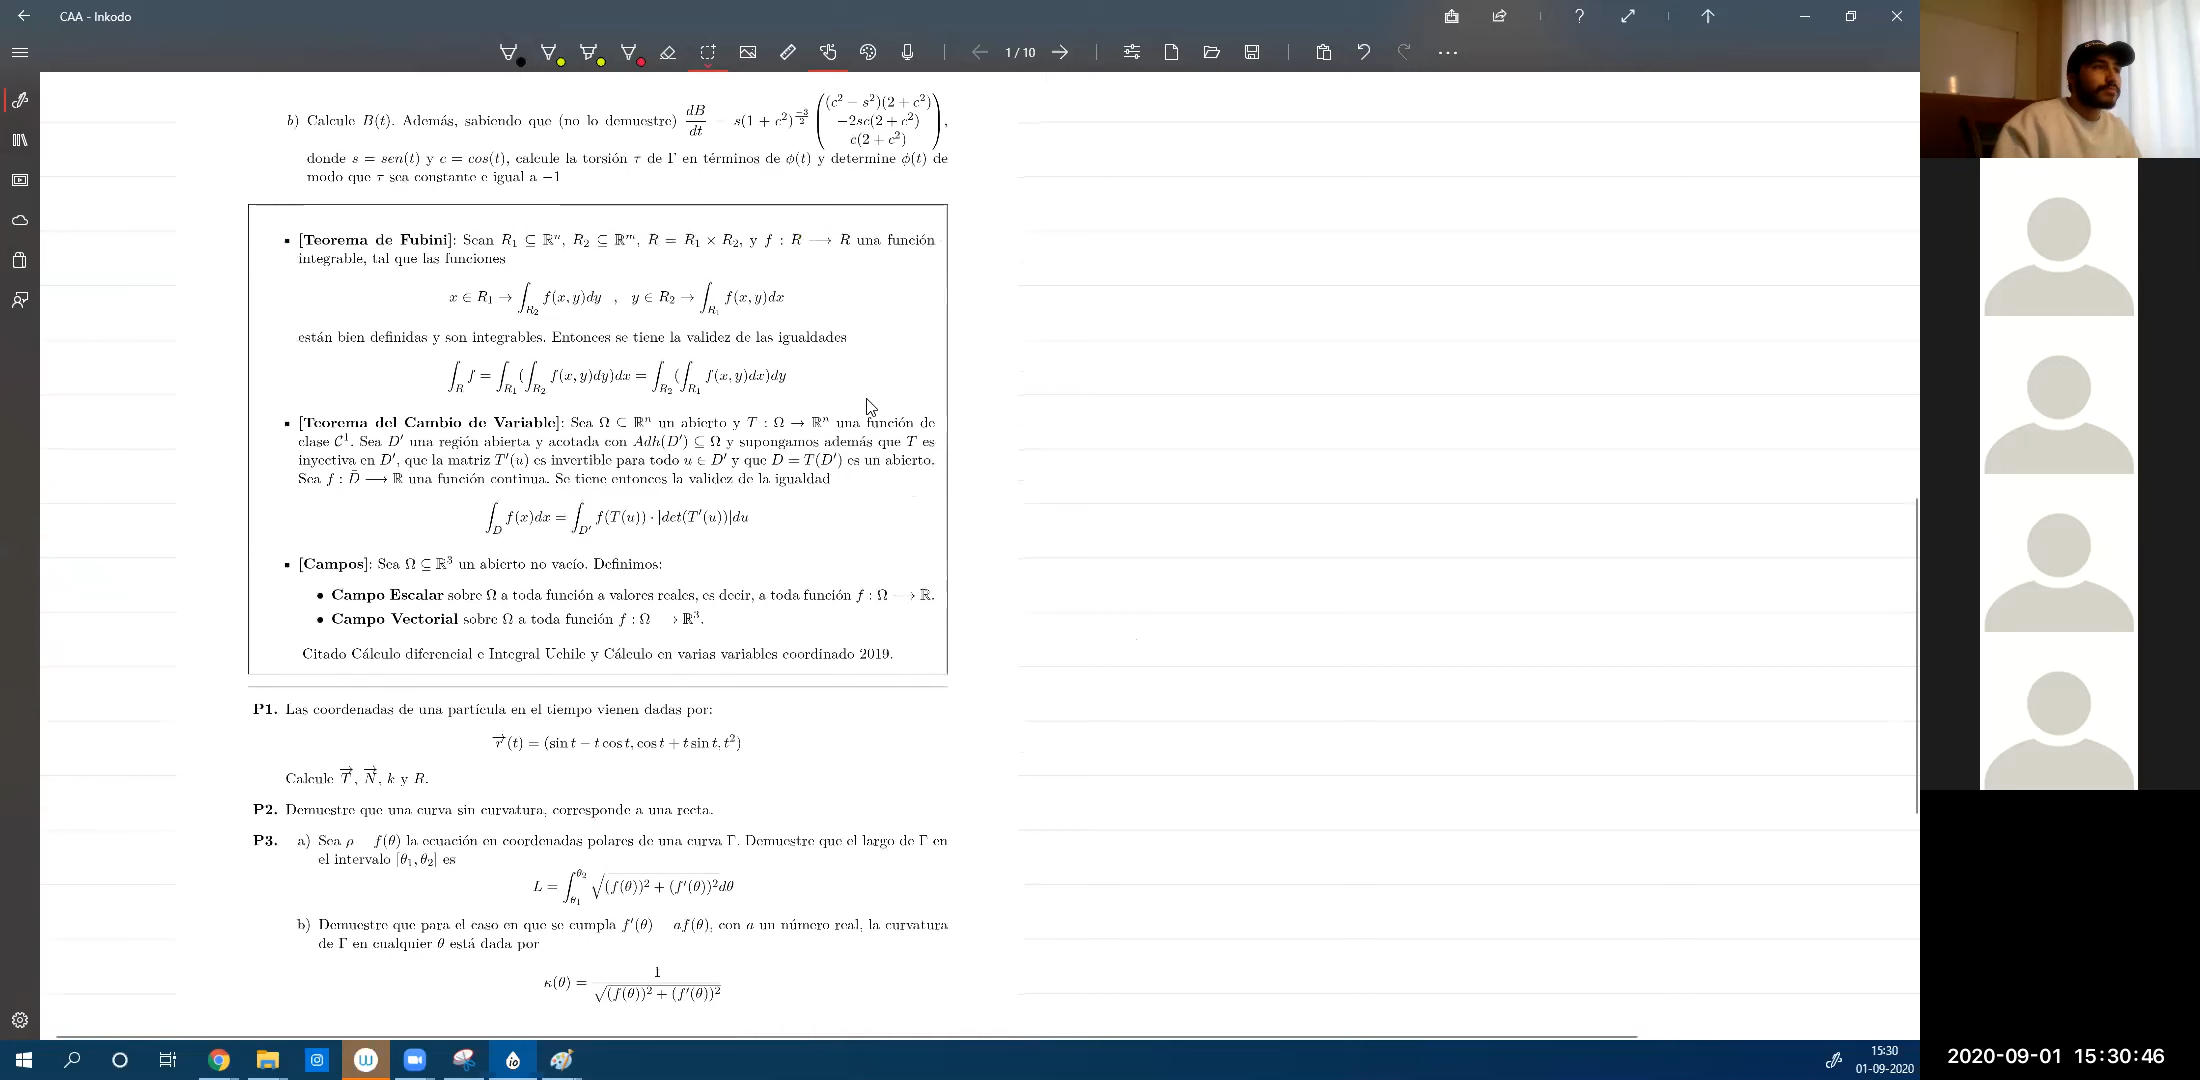 CAA - Inkodo
1 / 10
b) Calcule B(t). Además, sabiendo que (no lo demuestre) dB/dt = s(1 + c²)^(-3/2) ( (c² − s²)(2 + c²)
−2sc(2 + c²)
c(2 + c²) ),
donde s = sen(t) y c = cos(t), calcule la torsión τ de Γ en términos de ϕ(t) y determine ϕ(t) de
modo que τ sea constante e igual a −1
▪ [Teorema de Fubini]: Sean R₁ ⊆ ℝⁿ, R₂ ⊆ ℝᵐ, R = R₁ × R₂, y f : R ⟶ R una función
integrable, tal que las funciones
x ∈ R₁ → ∫_{R₂} f(x, y)dy , y ∈ R₂ → ∫_{R₁} f(x, y)dx
están bien definidas y son integrables. Entonces se tiene la validez de las igualdades
∫_R f = ∫_{R₁} (∫_{R₂} f(x, y)dy)dx = ∫_{R₂} (∫_{R₁} f(x, y)dx)dy
▪ [Teorema del Cambio de Variable]: Sea Ω ⊆ ℝⁿ un abierto y T : Ω → ℝⁿ una función de
clase 𝒞¹. Sea D′ una región abierta y acotada con Adh(D′) ⊆ Ω y supongamos además que T es
inyectiva en D′, que la matriz T′(u) es invertible para todo u ∈ D′ y que D = T(D′) es un abierto.
Sea f : D̄ ⟶ ℝ una función continua. Se tiene entonces la validez de la igualdad
∫_D f(x)dx = ∫_{D′} f(T(u)) · |det(T′(u))|du
▪ [Campos]: Sea Ω ⊆ ℝ³ un abierto no vacío. Definimos:
• Campo Escalar sobre Ω a toda función a valores reales, es decir, a toda función f : Ω ⟶ ℝ.
• Campo Vectorial sobre Ω a toda función f : Ω ⟶ ℝ³.
Citado Cálculo diferencial e Integral Uchile y Cálculo en varias variables coordinado 2019.
P1. Las coordenadas de una partícula en el tiempo vienen dadas por:
r⃗(t) = (sin t − t cos t, cos t + t sin t, t²)
Calcule T⃗, N⃗, k y R.
P2. Demuestre que una curva sin curvatura, corresponde a una recta.
P3. a) Sea ρ = f(θ) la ecuación en coordenadas polares de una curva Γ. Demuestre que el largo de Γ en
el intervalo [θ₁, θ₂] es
L = ∫_{θ₁}^{θ₂} √((f(θ))² + (f′(θ))²)dθ
b) Demuestre que para el caso en que se cumpla f′(θ) = af(θ), con a un número real, la curvatura
de Γ en cualquier θ está dada por
κ(θ) = 1/√((f(θ))² + (f′(θ))²)
15:30
01-09-2020
2020-09-01 15:30:46